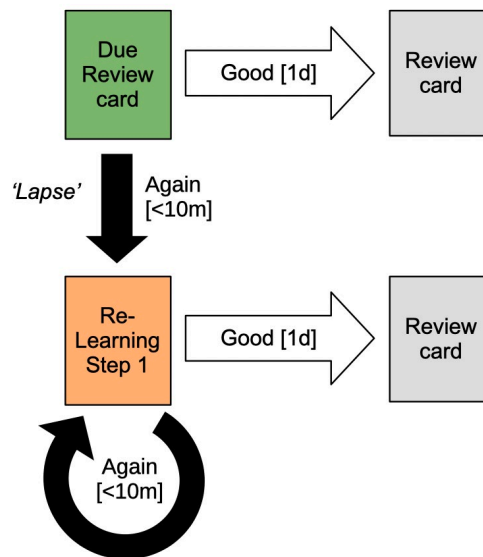 Due
Review
card
Good [1d]
Review
card
'Lapse'
Again
[<10m]
Re-
Learning
Step 1
Good [1d]
Review
card
Again
[<10m]